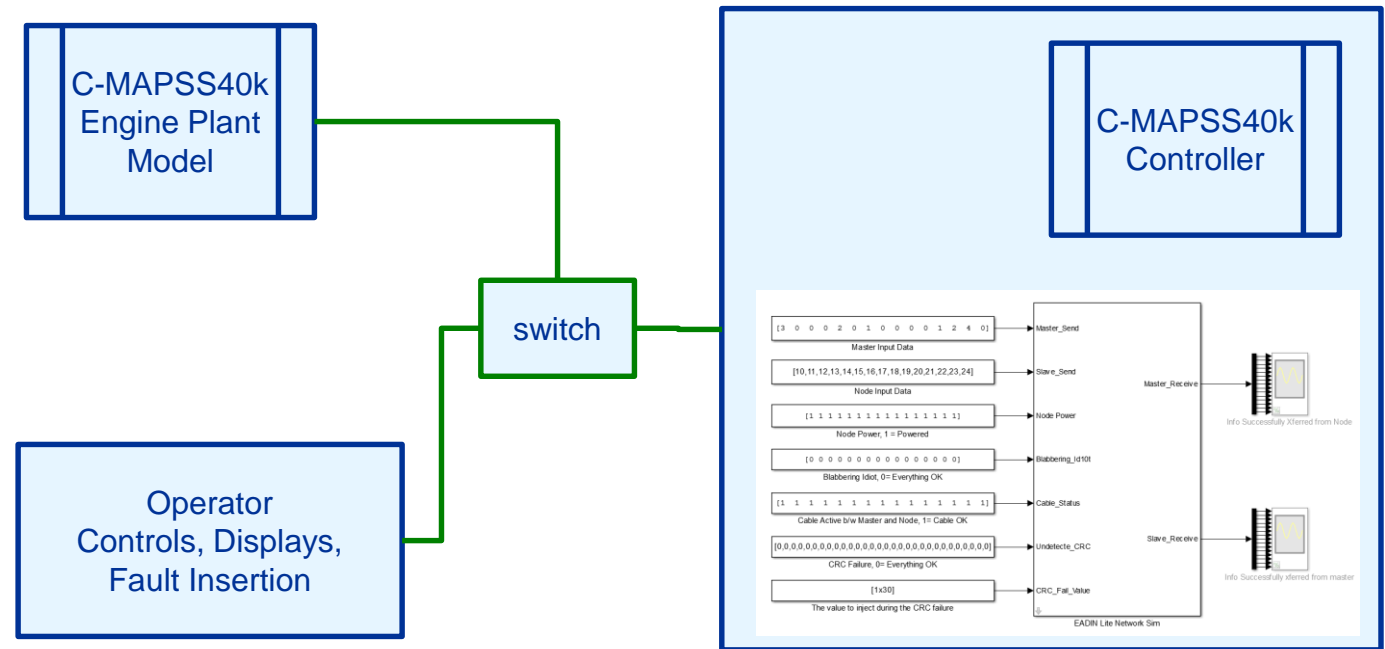 C-MAPSS40k
Engine Plant
Model
C-MAPSS40k
Controller
switch
Operator
Controls, Displays,
Fault Insertion
[3 0 0 0 2 0 1 0 0 0 0 1 2 4 0]
Master Input Data
Master_Send
[10,11,12,13,14,15,16,17,18,19,20,21,22,23,24]
Node Input Data
Slave_Send
[1 1 1 1 1 1 1 1 1 1 1 1 1 1 1 1]
Node Power, 1 = Powered
Node Power
[0 0 0 0 0 0 0 0 0 0 0 0 0 0 0 0]
Blabbering Idiot, 0= Everything OK
Blabbering_Id10t
[1 1 1 1 1 1 1 1 1 1 1 1 1 1 1]
Cable Active b/w Master and Node, 1= Cable OK
Cable_Status
[0,0,0,0,0,0,0,0,0,0,0,0,0,0,0,0,0,0,0,0,0,0,0,0,0,0,0,0,0,0]
CRC Failure, 0= Everything OK
Undetecte_CRC
[1x30]
The value to inject during the CRC failure
CRC_Fail_Value
Master_Receive
Info Successfully Xferred from Node
Slave_Receive
Info Successfully xferred from master
EADIN Lite Network Sim